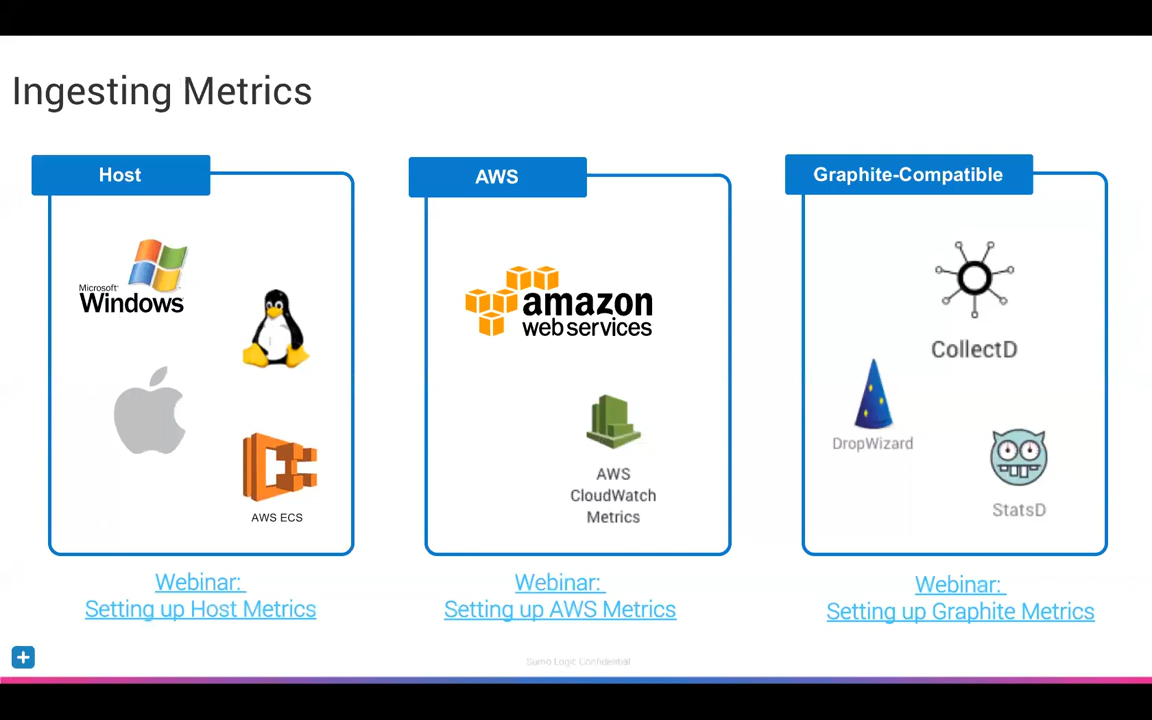 Ingesting Metrics
Host
Microsoft
Windows
AWS ECS
Webinar:
Setting up Host Metrics
AWS
amazon
web services
AWS
CloudWatch
Metrics
Webinar:
Setting up AWS Metrics
Graphite-Compatible
CollectD
DropWizard
StatsD
Webinar:
Setting up Graphite Metrics
Sumo Logic Confidential